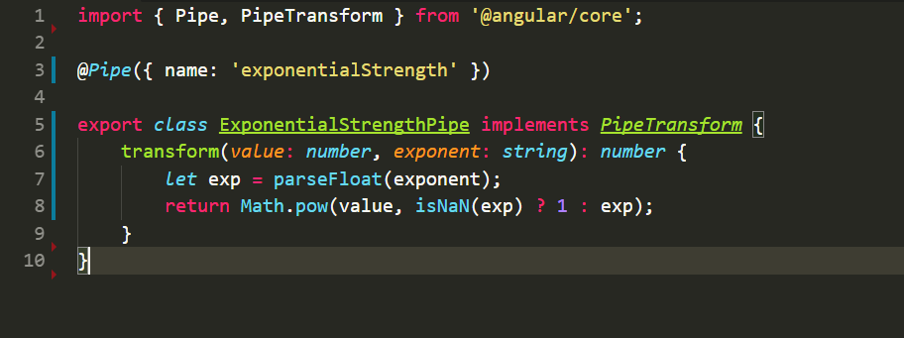 1 import { Pipe, PipeTransform } from '@angular/core';
2
3 @Pipe({ name: 'exponentialStrength' })
4
5 export class ExponentialStrengthPipe implements PipeTransform {
6     transform(value: number, exponent: string): number {
7         let exp = parseFloat(exponent);
8         return Math.pow(value, isNaN(exp) ? 1 : exp);
9     }
10 }